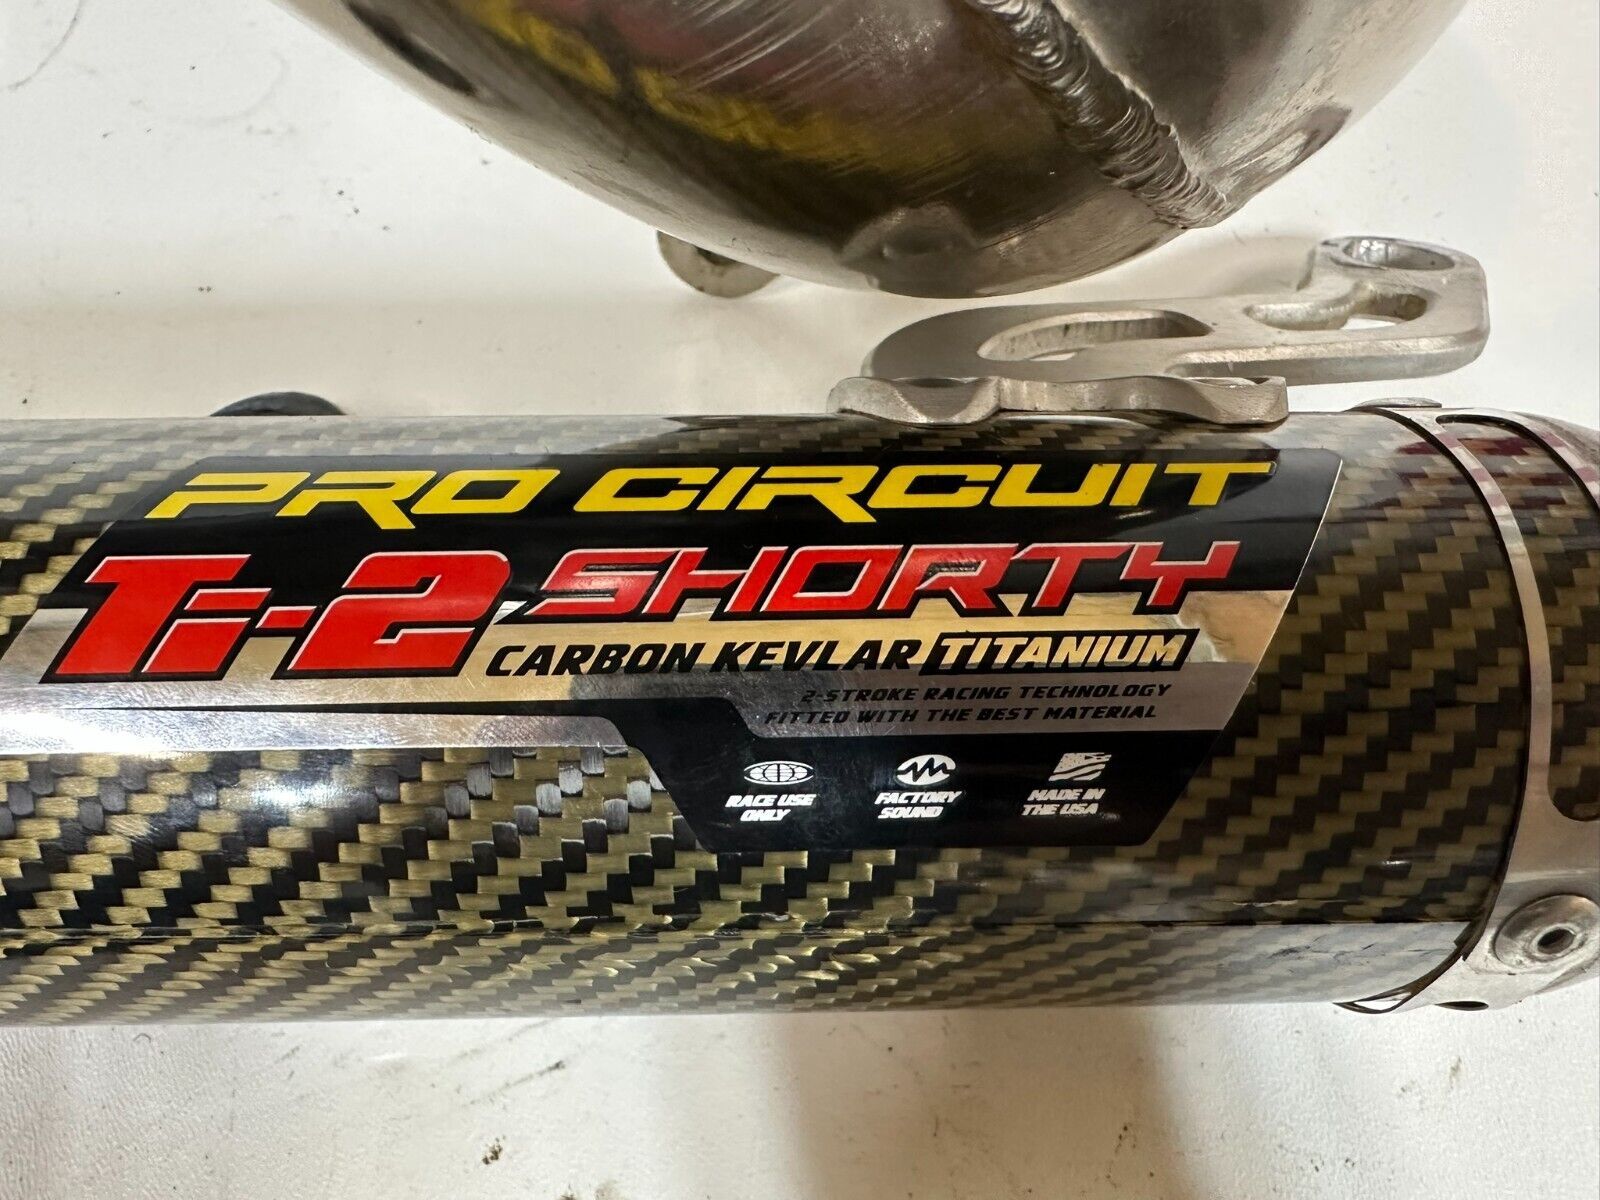 PRO CIRCUIT
Ti-2 SHORTY
CARBON KEVLAR TITANIUM
2-STROKE RACING TECHNOLOGY
FITTED WITH THE BEST MATERIAL
RACE USE ONLY
FACTORY SOUND
MADE IN THE USA